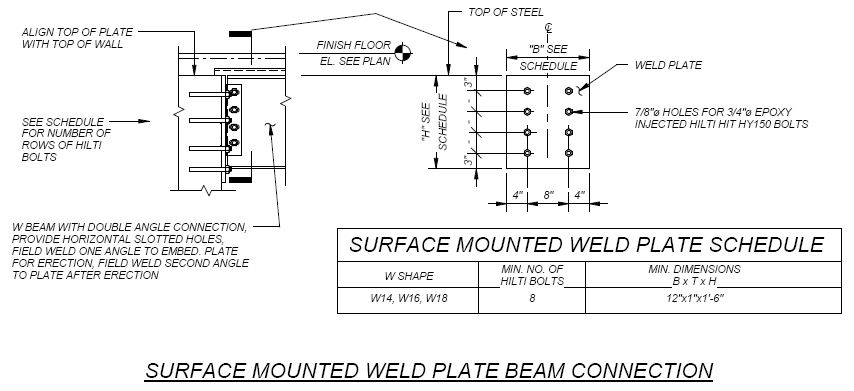 ALIGN TOP OF PLATE
WITH TOP OF WALL
TOP OF STEEL
FINISH FLOOR
EL. SEE PLAN
℄
"B" SEE
SCHEDULE
WELD PLATE
3"
-
-
-
3"
"H" SEE
SCHEDULE
SEE SCHEDULE
FOR NUMBER OF
ROWS OF HILTI
BOLTS
7/8"ø HOLES FOR 3/4"ø EPOXY
INJECTED HILTI HIT HY150 BOLTS
4"
8"
4"
W BEAM WITH DOUBLE ANGLE CONNECTION,
PROVIDE HORIZONTAL SLOTTED HOLES,
FIELD WELD ONE ANGLE TO EMBED. PLATE
FOR ERECTION, FIELD WELD SECOND ANGLE
TO PLATE AFTER ERECTION
SURFACE MOUNTED WELD PLATE SCHEDULE
W SHAPE
MIN. NO. OF
HILTI BOLTS
MIN. DIMENSIONS
B x T x H
W14, W16, W18
8
12"x1"x1'-6"
SURFACE MOUNTED WELD PLATE BEAM CONNECTION